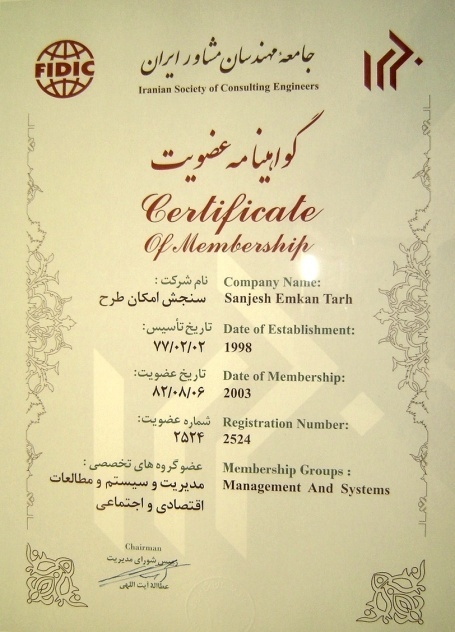 FIDIC
جامعه مهندسان مشاور ایران
Iranian Society of Consulting Engineers
گواهینامه عضویت
Certificate
Of Membership
نام شرکت : Company Name:
سنجش امکان طرح Sanjesh Emkan Tarh
تاریخ تأسیس: Date of Establishment:
۷۷/۰۲/۰۲ 1998
تاریخ عضویت: Date of Membership:
۸۲/۰۸/۰۶ 2003
شماره عضویت: Registration Number:
۲۵۲۴ 2524
عضو گروه های تخصصی : Membership Groups :
مدیریت و سیستم و مطالعات Management And Systems
اقتصادی و اجتماعی
Chairman
رییس شورای مدیریت
عطااله آیت اللهی